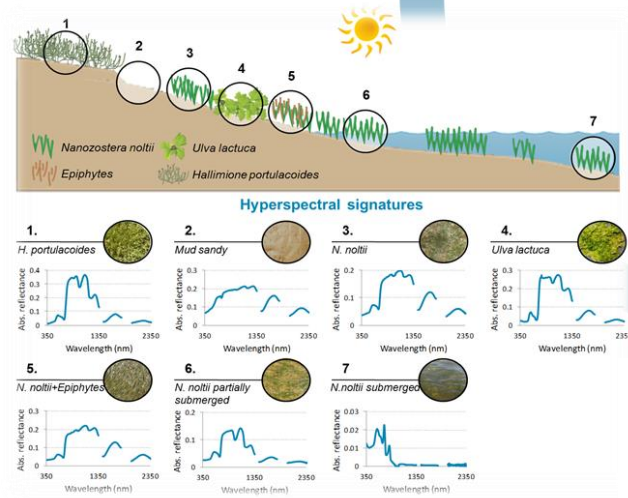 1
2
3
4
5
6
7
Nanozostera noltii
Ulva lactuca
Epiphytes
Hallimione portulacoides
Hyperspectral signatures
1.
H. portulacoides
2.
Mud sandy
3.
N. noltii
4.
Ulva lactuca
Abs. reflectance
0.4
0.3
0.2
0.1
0
350 1350 2350
Wavelength (nm)
Abs. reflectance
0.3
0.2
0.1
0
350 1350 2350
Wavelength (nm)
Abs. reflectance
0.2
0.1
0
350 1350 2350
Wavelength (nm)
Abs. reflectance
0.3
0.2
0.1
0
350 1350 235
Wavelength (nm)
5.
N. noltii+Epiphytes
6.
N. noltii partially
submerged
7
N.noltii submerged
Abs. reflectance
0.3
0.2
0.1
0
350 1350 2350
Wavelength (nm)
Abs. reflectance
0.2
0.1
0
350 1350 2350
Wavelength (nm)
Abs. reflectance
0.03
0.02
0.01
0
350 1350 2350
Wavelength (nm)